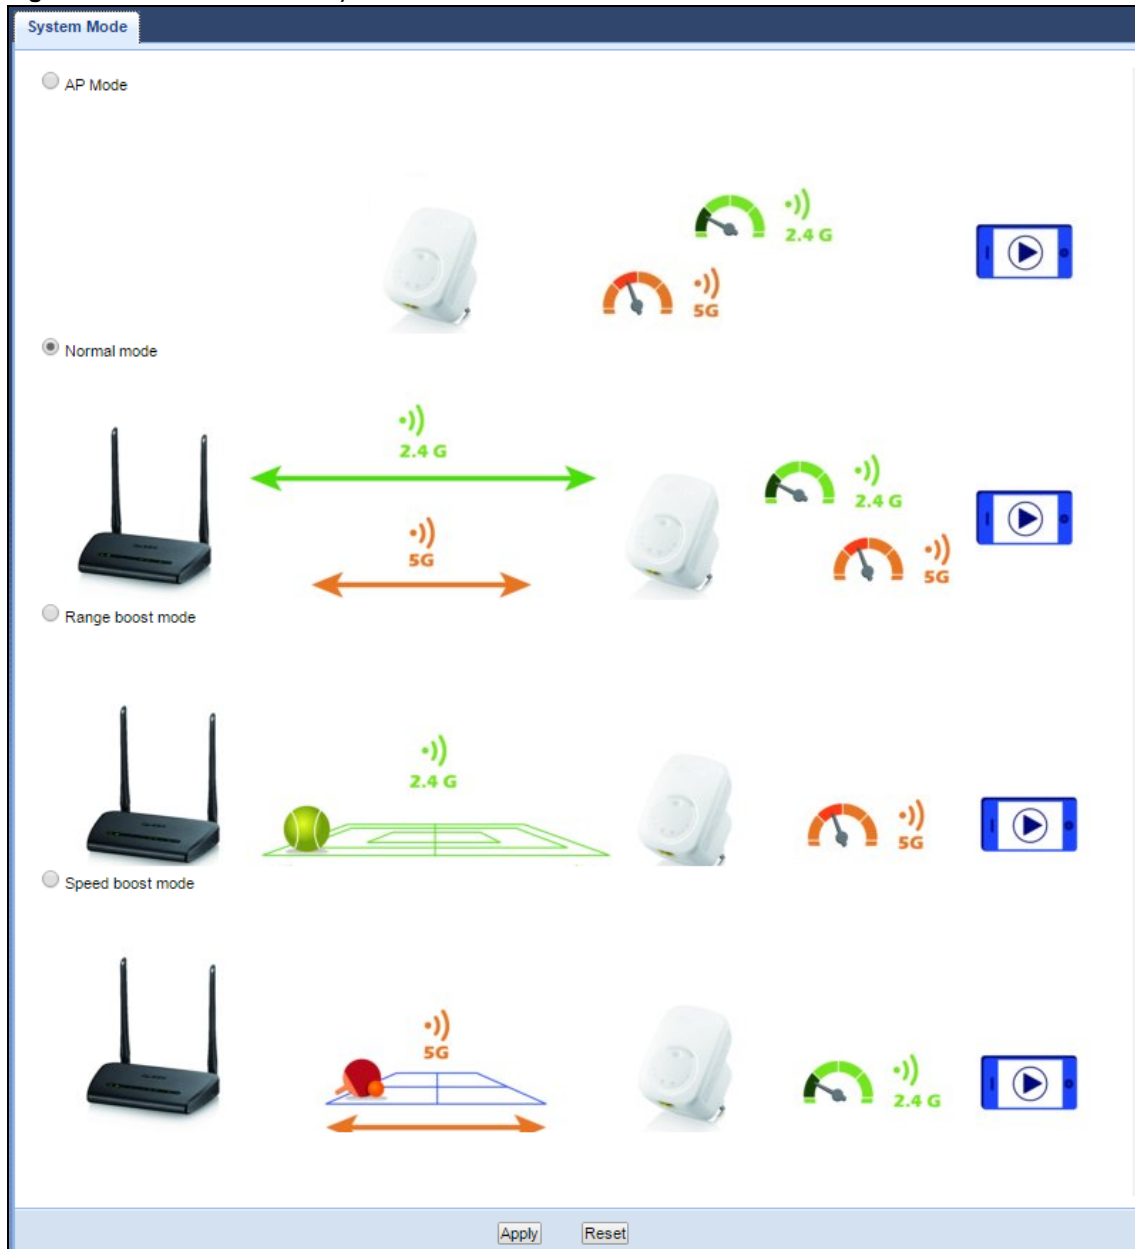 System Mode
AP Mode
2.4 G
5G
Normal mode
2.4 G
5G
2.4 G
5G
Range boost mode
2.4 G
5G
Speed boost mode
5G
2.4 G
Apply Reset